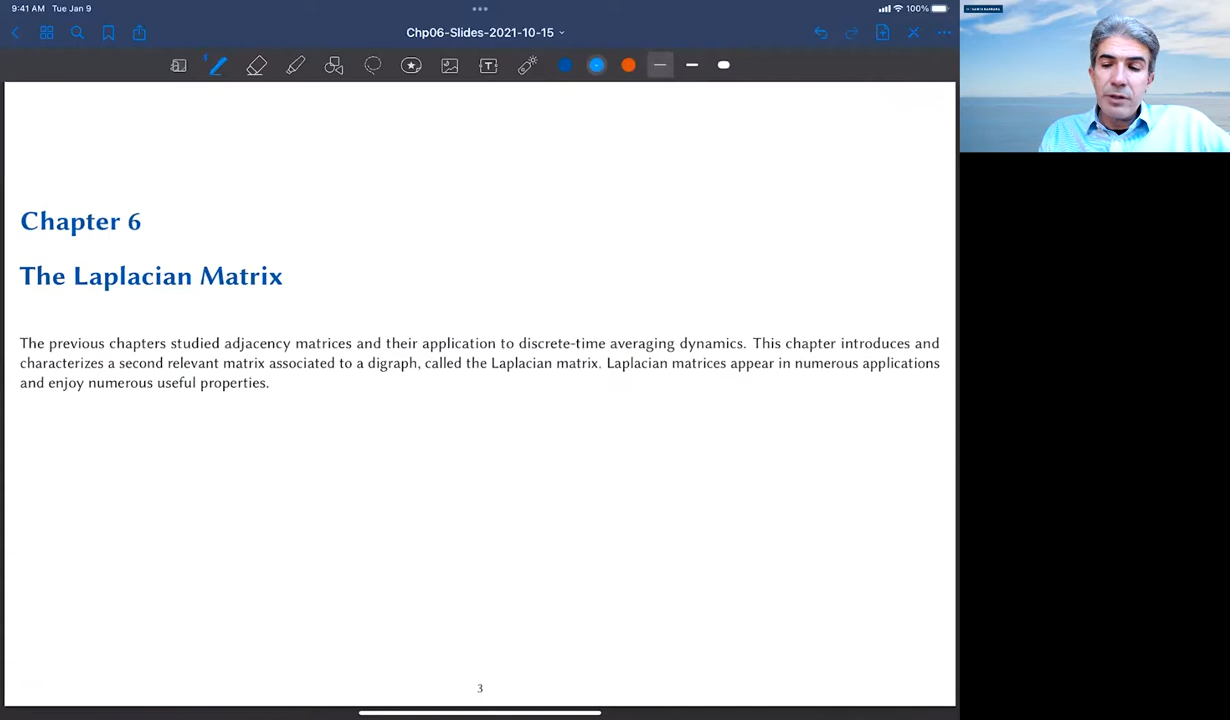 9:41 AM Tue Jan 9
100%
Chp06-Slides-2021-10-15
Chapter 6
The Laplacian Matrix
The previous chapters studied adjacency matrices and their application to discrete-time averaging dynamics. This chapter introduces and
characterizes a second relevant matrix associated to a digraph, called the Laplacian matrix. Laplacian matrices appear in numerous applications
and enjoy numerous useful properties.
3